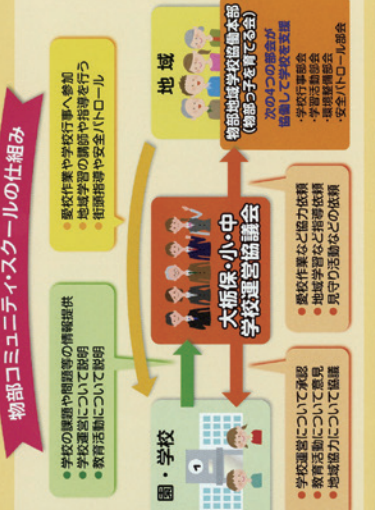 物部コミュニティ・スクールの仕組み
学校の課題や問題等の情報提供
学校運営について説明
教育活動について説明
愛校作業や学校行事へ参加
地域学習の講師や指導を行う
街頭指導や安全パトロール
園・学校
大栃保・小・中
学校運営協議会
地域
物部地域学校協働本部
(物部っ子を育てる会)
次の4つの部会が
協働して学校を支援
・学校行事部会
・学習活動部会
・環境整備部会
・安全パトロール部会
学校運営について承認
教育活動について意見
地域協力について協議
愛校作業など協力依頼
地域学習など指導依頼
見守り活動などの依頼